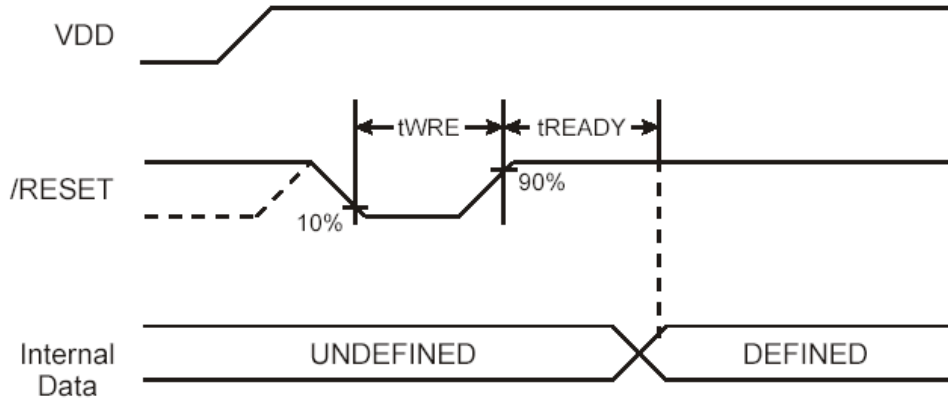 VDD
tWRE
tREADY
/RESET
10%
90%
Internal
Data
UNDEFINED
DEFINED